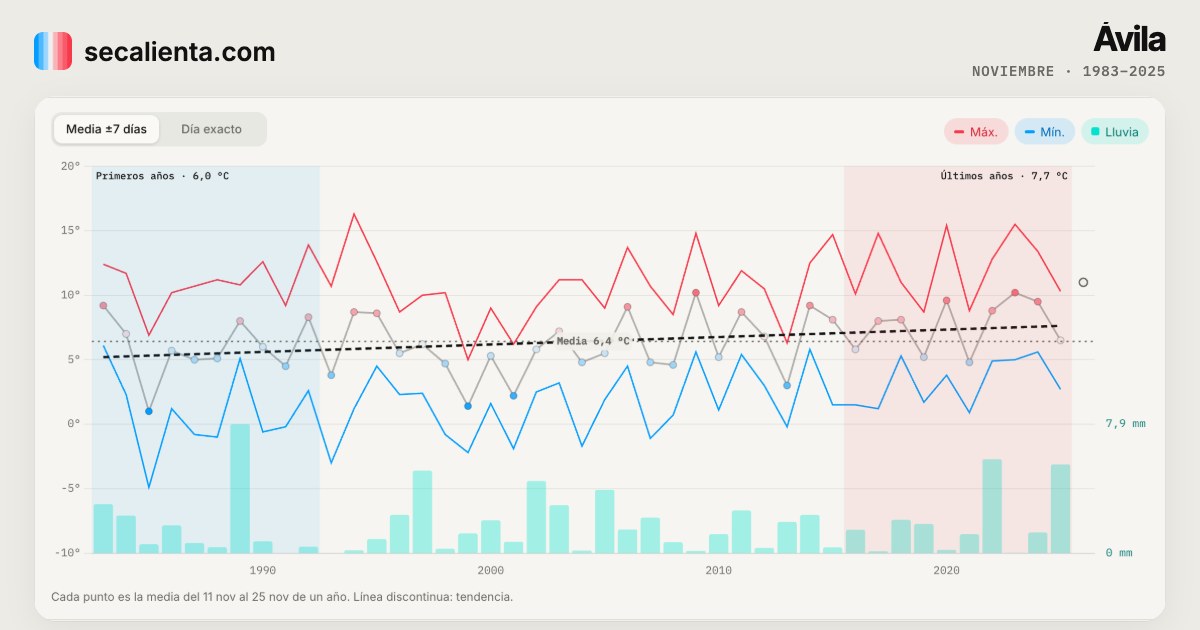 secalienta.com
Ávila
NOVIEMBRE · 1983–2025
Media ±7 días
Día exacto
Máx.
Mín.
Lluvia
20°
Primeros años · 6,0 ºC
Últimos años · 7,7 ºC
15°
10°
5°
Media 6,4 ºC
0°
7,9 mm
-5°
-10°
0 mm
1990
2000
2010
2020
Cada punto es la media del 11 nov al 25 nov de un año. Línea discontinua: tendencia.